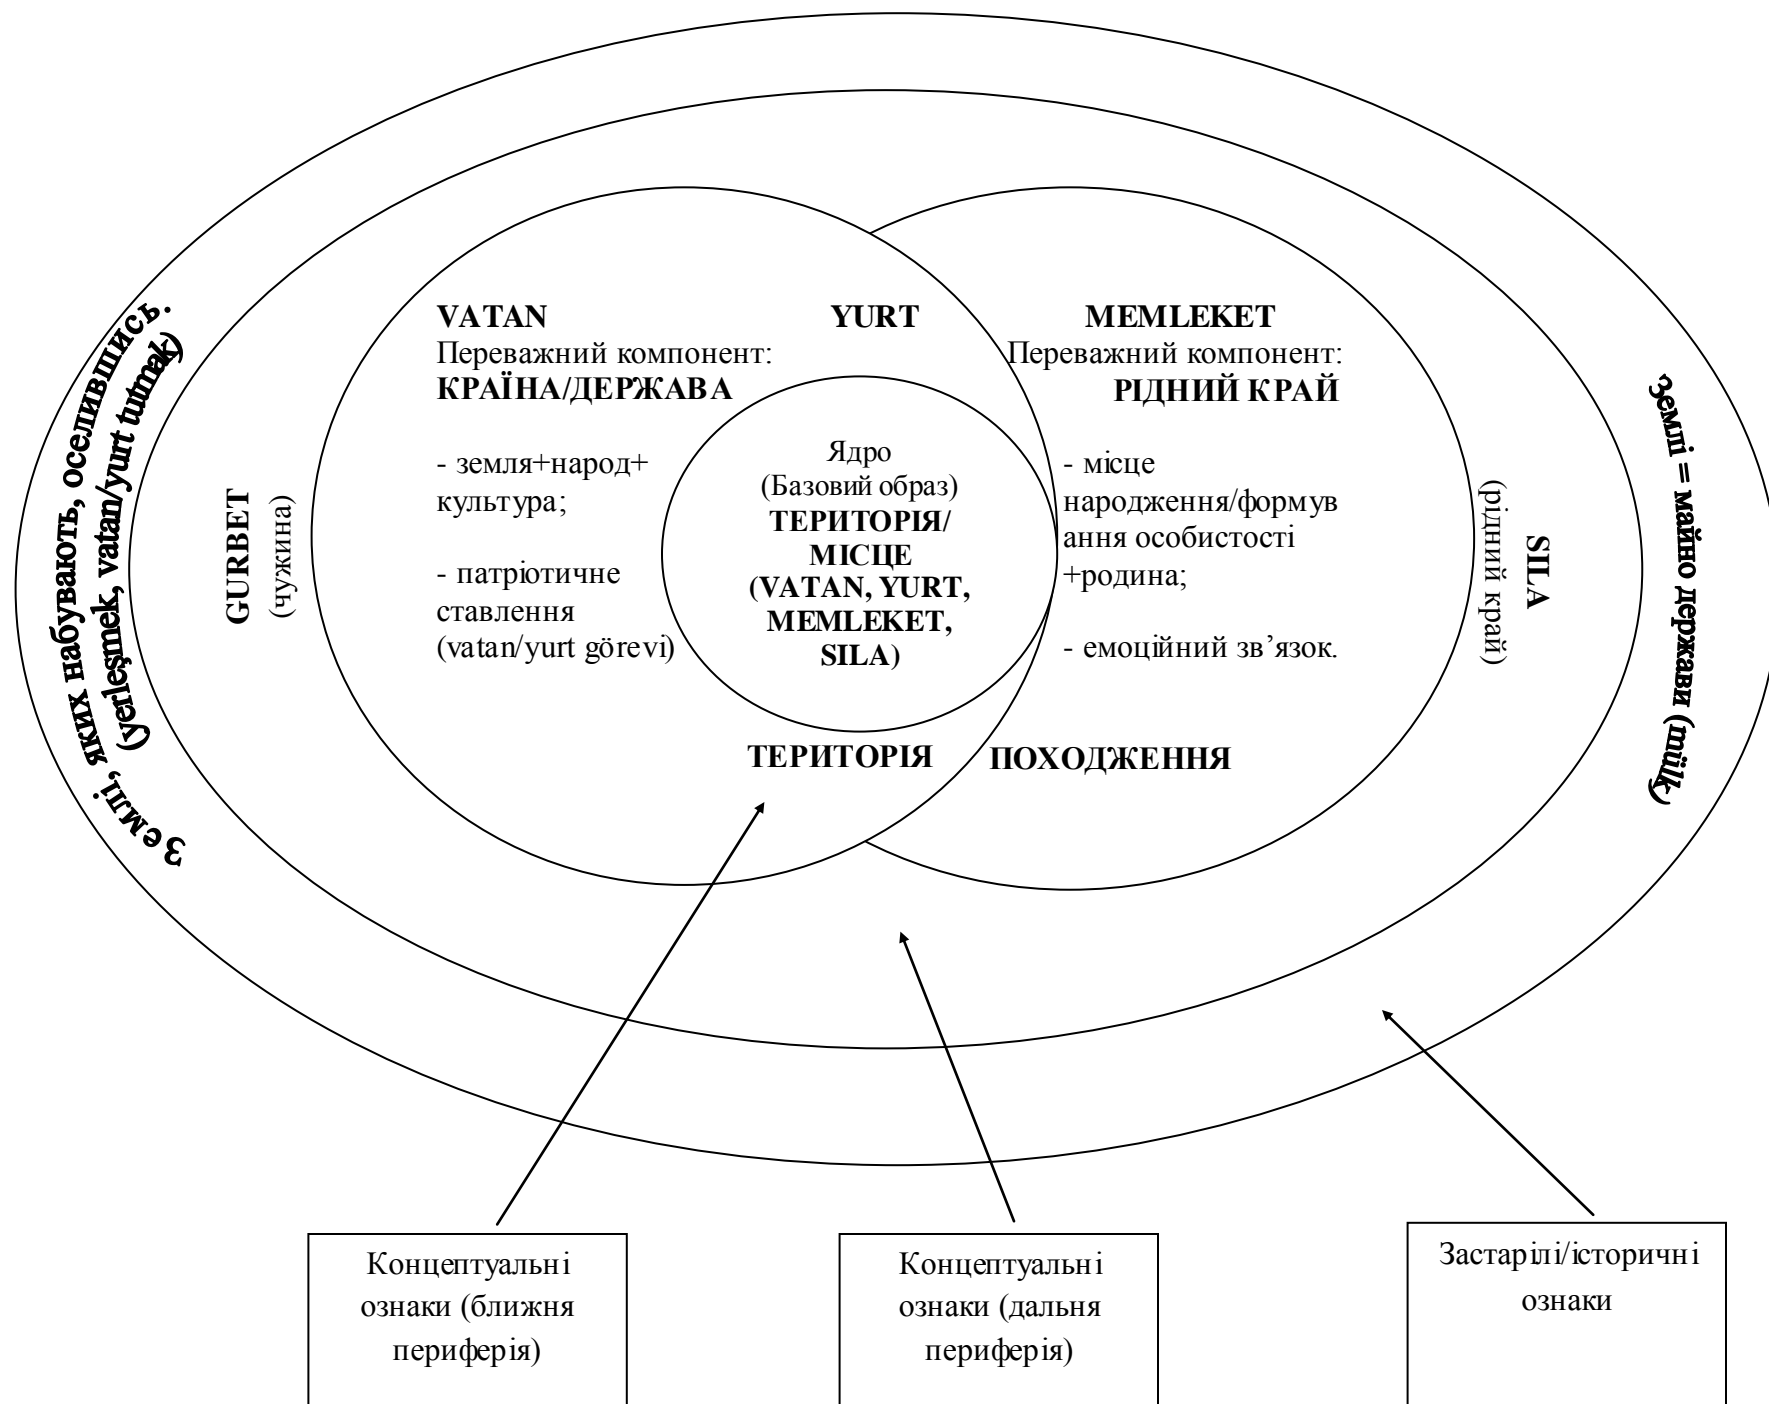 Землі, яких набувають, оселившись.
(yerleşmek, vatan/yurt tutmak)
GURBET
(чужина)
VATAN
Переважний компонент:
КРАЇНА/ДЕРЖАВА
- земля+народ+
культура;
- патріотичне
ставлення
(vatan/yurt görevi)
YURT
Ядро
(Базовий образ)
ТЕРИТОРІЯ/
МІСЦЕ
(VATAN, YURT,
MEMLEKET,
SILA)
ТЕРИТОРІЯ
MEMLEKET
Переважний компонент:
РІДНИЙ КРАЙ
- місце
народження/формув
ання особистості
+родина;
- емоційний зв’язок.
ПОХОДЖЕННЯ
SILA
(рідний край)
Землі = майно держави (mülk)
Концептуальні
ознаки (ближня
периферія)
Концептуальні
ознаки (дальня
периферія)
Застарілі/історичні
ознаки